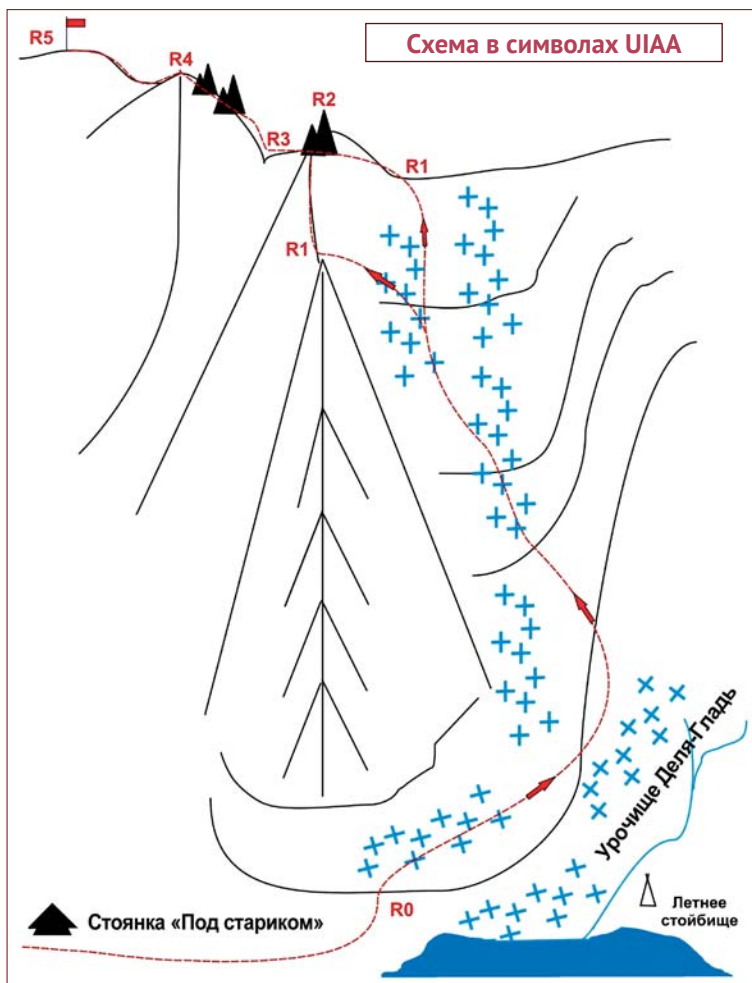 Схема в символах UIAA
R5
R4
R2
R3
R1
R1
Урочище Деля-Гладь
R0
Стоянка «Под стариком»
Летнее
стойбище